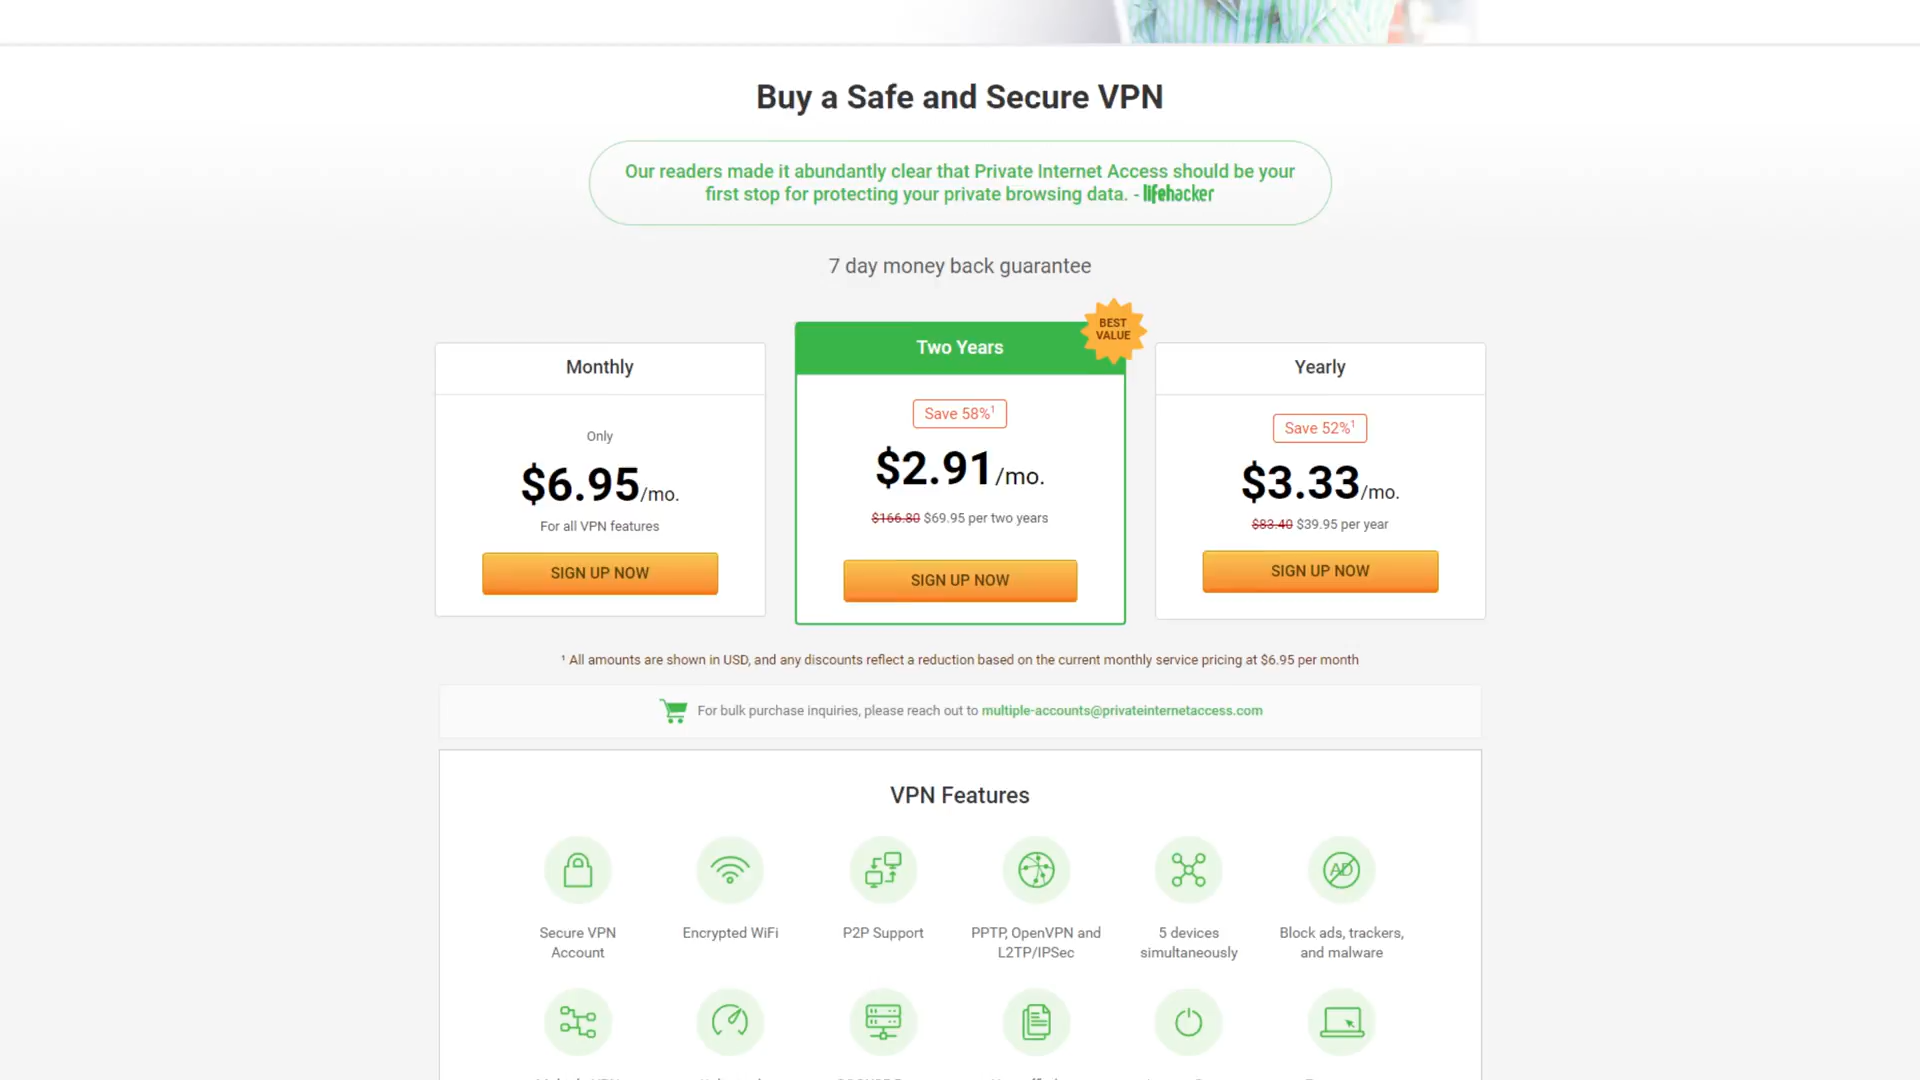 Buy a Safe and Secure VPN
Our readers made it abundantly clear that Private Internet Access should be your
first stop for protecting your private browsing data. - lifehacker
7 day money back guarantee
Monthly
Only
$6.95/mo.
For all VPN features
SIGN UP NOW
BEST
VALUE
Two Years
Save 58%¹
$2.91/mo.
$166.80 $69.95 per two years
SIGN UP NOW
Yearly
Save 52%¹
$3.33/mo.
$83.40 $39.95 per year
SIGN UP NOW
¹ All amounts are shown in USD, and any discounts reflect a reduction based on the current monthly service pricing at $6.95 per month
For bulk purchase inquiries, please reach out to multiple-accounts@privateinternetaccess.com
VPN Features
Secure VPN
Account
Encrypted WiFi
P2P Support
PPTP, OpenVPN and
L2TP/IPSec
5 devices
simultaneously
AD
Block ads, trackers,
and malware